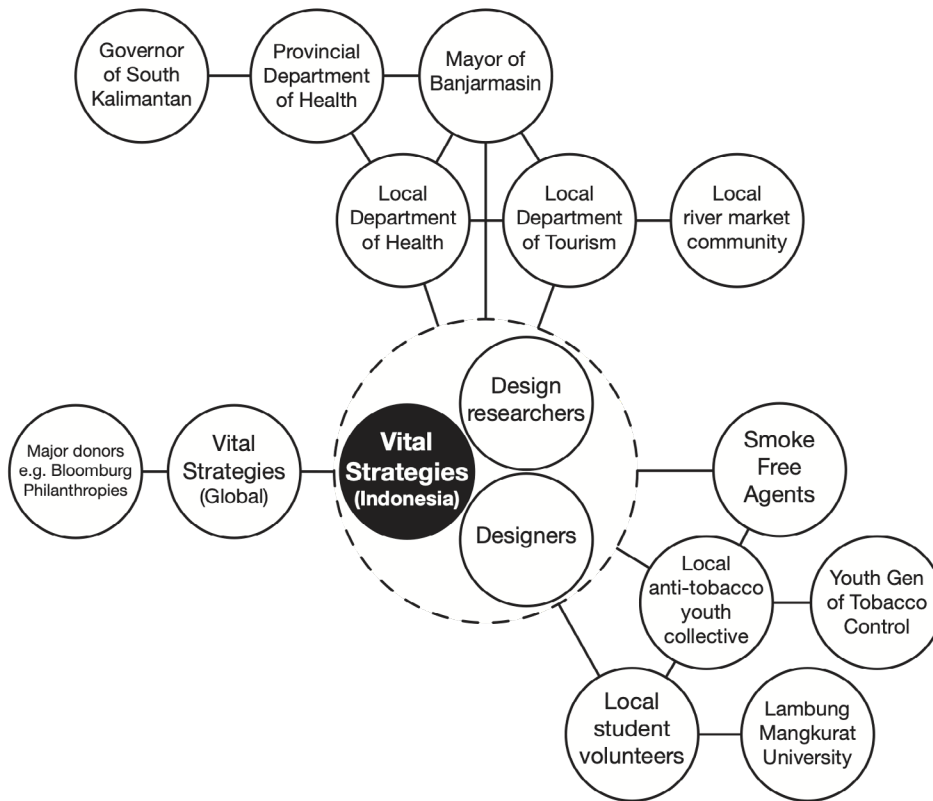 Governor
of South
Kalimantan
Provincial
Department
of Health
Mayor of
Banjarmasin
Local
Department
of Health
Local
Department
of Tourism
Local
river market
community
Design
researchers
Major donors
e.g. Bloomburg
Philanthropies
Vital
Strategies
(Global)
Vital
Strategies
(Indonesia)
Designers
Smoke
Free
Agents
Local
anti-tobacco
youth
collective
Youth Gen
of Tobacco
Control
Local
student
volunteers
Lambung
Mangkurat
University